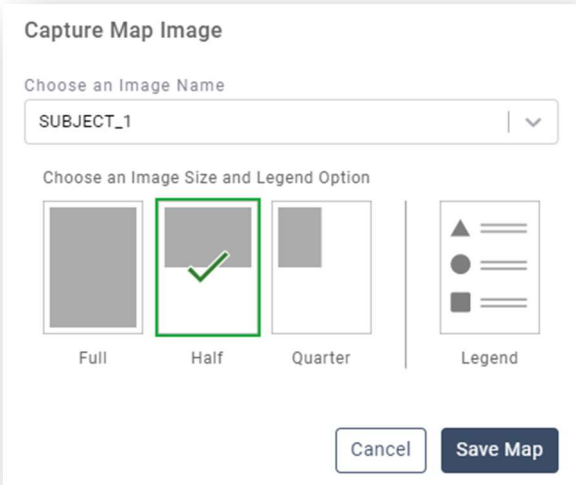 Capture Map Image
Choose an Image Name
SUBJECT_1
Choose an Image Size and Legend Option
Full Half Quarter Legend
Cancel Save Map